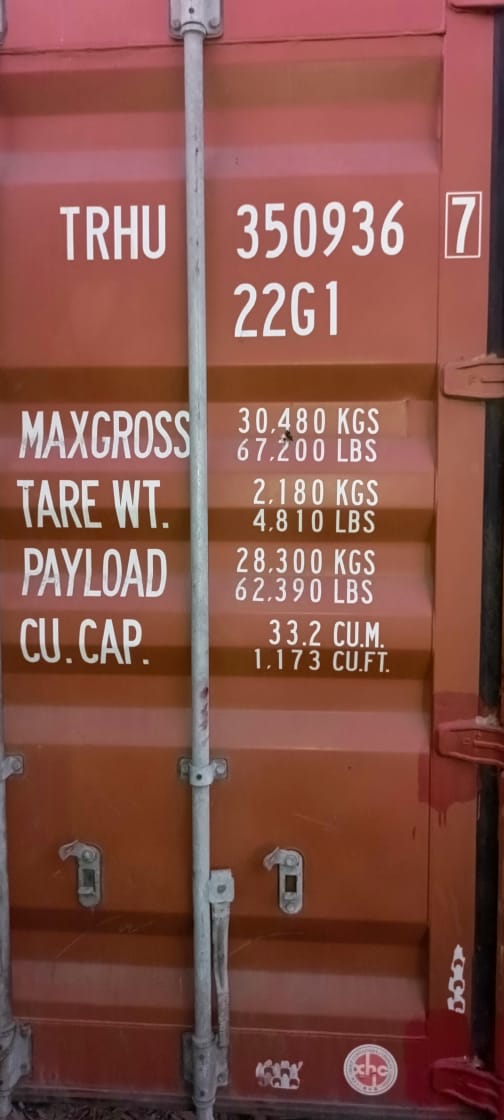 TRHU 350936 7
22G1
MAXGROSS 30,480 KGS
67,200 LBS
TARE WT. 2,180 KGS
4,810 LBS
PAYLOAD 28,300 KGS
62,390 LBS
CU. CAP. 33.2 CU.M.
1,173 CU.FT.
xhc